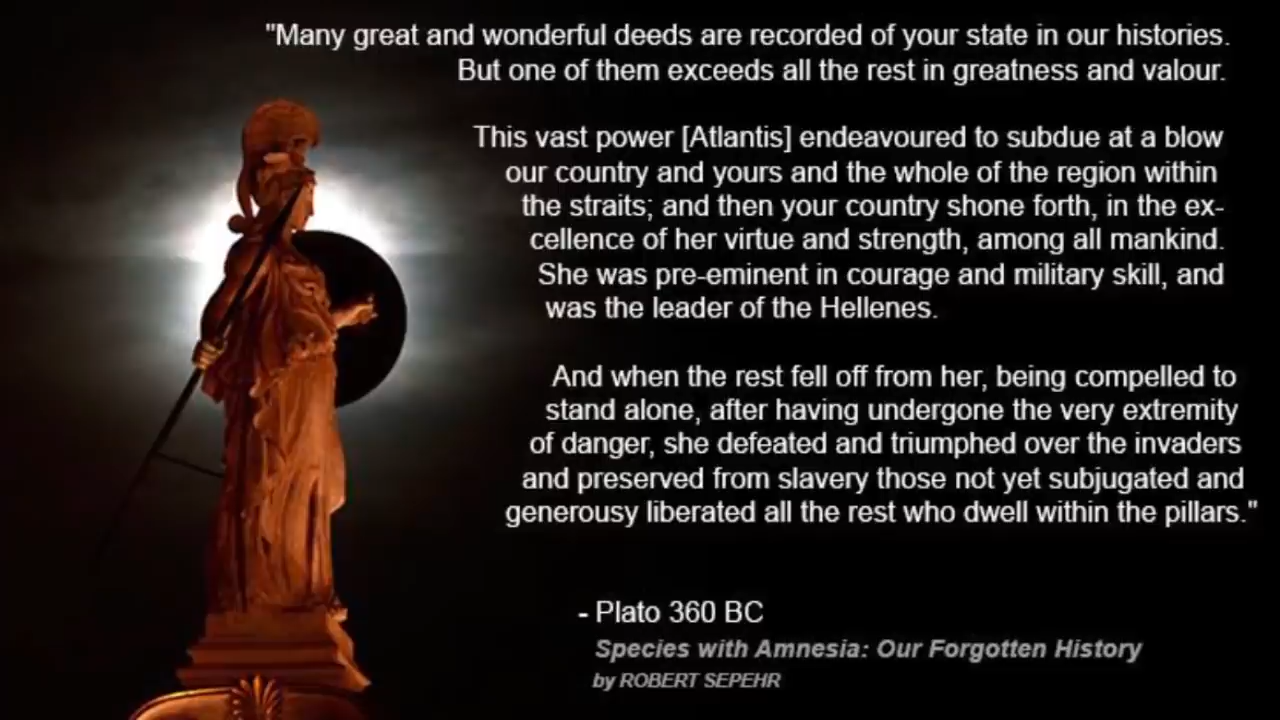 "Many great and wonderful deeds are recorded of your state in our histories.
But one of them exceeds all the rest in greatness and valour.
This vast power [Atlantis] endeavoured to subdue at a blow
our country and yours and the whole of the region within
the straits; and then your country shone forth, in the ex-
cellence of her virtue and strength, among all mankind.
She was pre-eminent in courage and military skill, and
was the leader of the Hellenes.
And when the rest fell off from her, being compelled to
stand alone, after having undergone the very extremity
of danger, she defeated and triumphed over the invaders
and preserved from slavery those not yet subjugated and
generousy liberated all the rest who dwell within the pillars."
- Plato 360 BC
Species with Amnesia: Our Forgotten History
by ROBERT SEPEHR